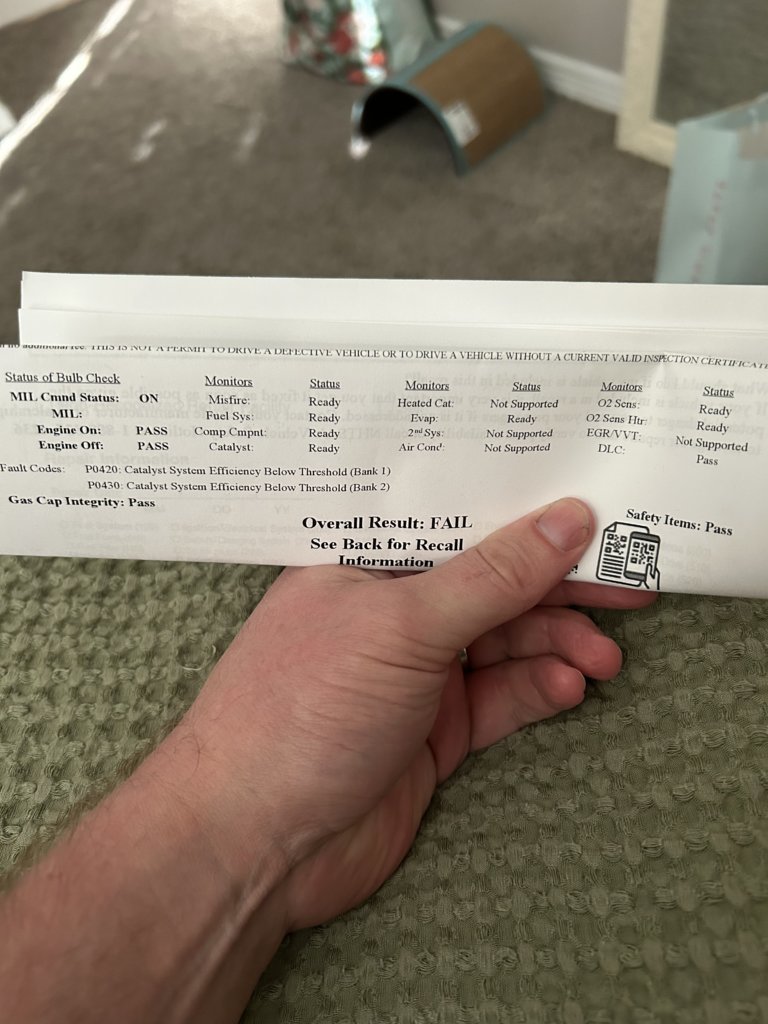 additional fee. THIS IS NOT A PERMIT TO DRIVE A DEFECTIVE VEHICLE OR TO DRIVE A VEHICLE WITHOUT A CURRENT VALID INSPECTION CERTIFICATE
Status of Bulb Check Monitors Status Monitors Status Monitors Status
MIL Cmnd Status: ON Misfire: Ready Heated Cat: Not Supported O2 Sens: Ready
MIL: Fuel Sys: Ready Evap: Ready O2 Sens Htr: Ready
Engine On: PASS Comp Cmpnt: Ready 2nd Sys: Not Supported EGR/VVT: Not Supported
Engine Off: PASS Catalyst: Ready Air Cond: Not Supported DLC: Pass
Fault Codes: P0420: Catalyst System Efficiency Below Threshold (Bank 1)
P0430: Catalyst System Efficiency Below Threshold (Bank 2)
Gas Cap Integrity: Pass
Overall Result: FAIL
Safety Items: Pass
See Back for Recall
Information